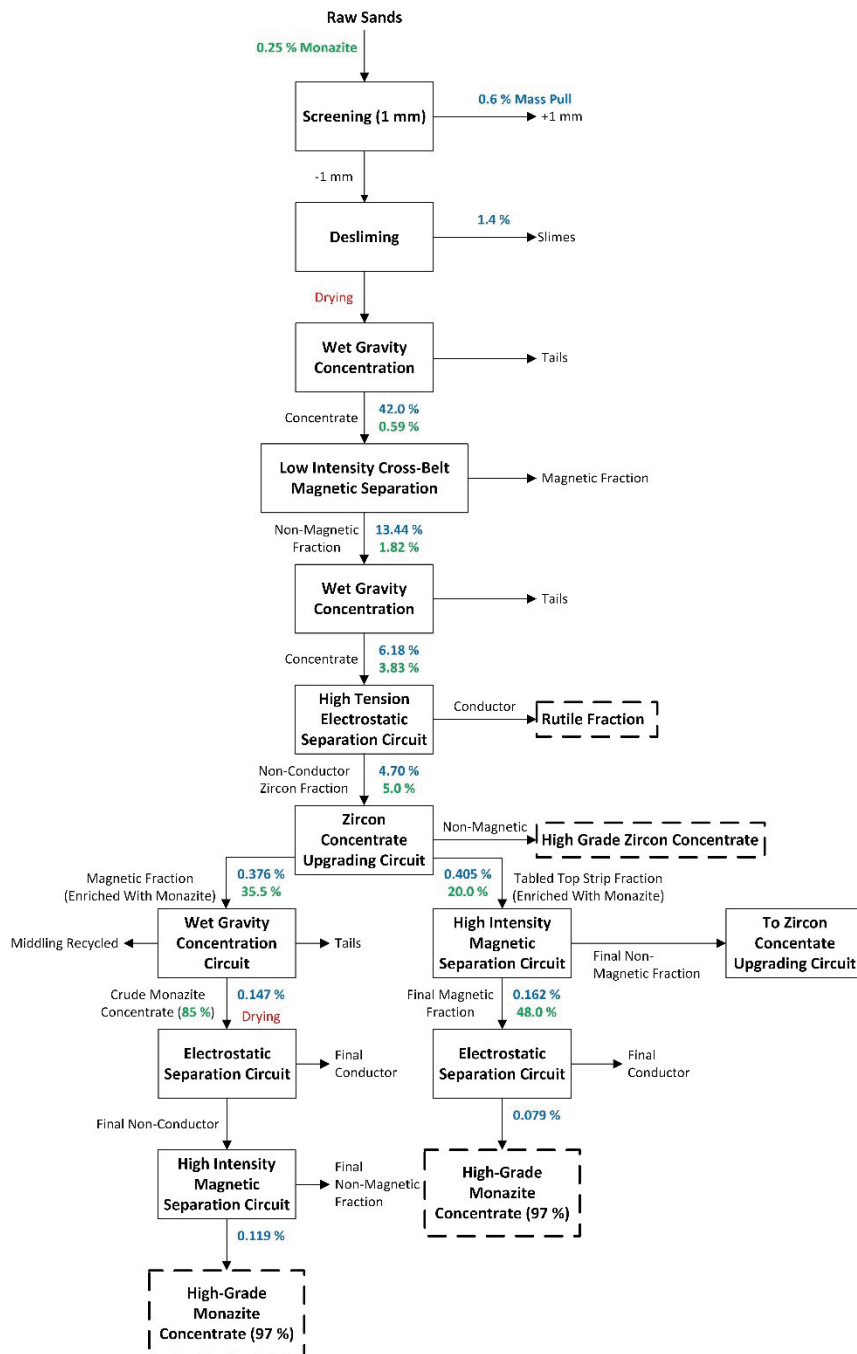 Raw Sands
0.25 % Monazite
Screening (1 mm)
0.6 % Mass Pull
+1 mm
-1 mm
Desliming
1.4 %
Slimes
Drying
Wet Gravity
Concentration
Tails
Concentrate
42.0 %
0.59 %
Low Intensity Cross-Belt
Magnetic Separation
Magnetic Fraction
Non-Magnetic
Fraction
13.44 %
1.82 %
Wet Gravity
Concentration
Tails
Concentrate
6.18 %
3.83 %
High Tension
Electrostatic
Separation Circuit
Conductor
Rutile Fraction
Non-Conductor
Zircon Fraction
4.70 %
5.0 %
Zircon
Concentrate
Upgrading Circuit
Non-Magnetic
High Grade Zircon Concentrate
Magnetic Fraction
(Enriched With Monazite)
0.376 %
35.5 %
0.405 %
20.0 %
Tabled Top Strip Fraction
(Enriched With Monazite)
Middling Recycled
Wet Gravity
Concentration
Circuit
Tails
High Intensity
Magnetic
Separation Circuit
Final Non-
Magnetic Fraction
To Zircon
Concentate
Upgrading Circuit
Crude Monazite
Concentrate (85 %)
0.147 %
Drying
Final Magnetic
Fraction
0.162 %
48.0 %
Electrostatic
Separation Circuit
Final
Conductor
Electrostatic
Separation Circuit
Final
Conductor
Final Non-Conductor
0.079 %
High Intensity
Magnetic
Separation Circuit
Final
Non-Magnetic
Fraction
High-Grade
Monazite
Concentrate (97 %)
0.119 %
High-Grade
Monazite
Concentrate (97 %)